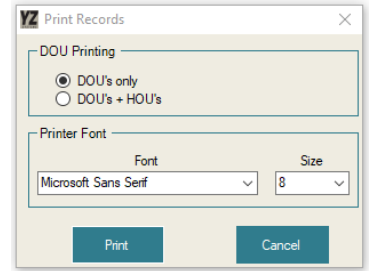 YZ Print Records
DOU Printing
DOU's only
DOU's + HOU's
Printer Font
Font Size
Microsoft Sans Serif 8
Print Cancel